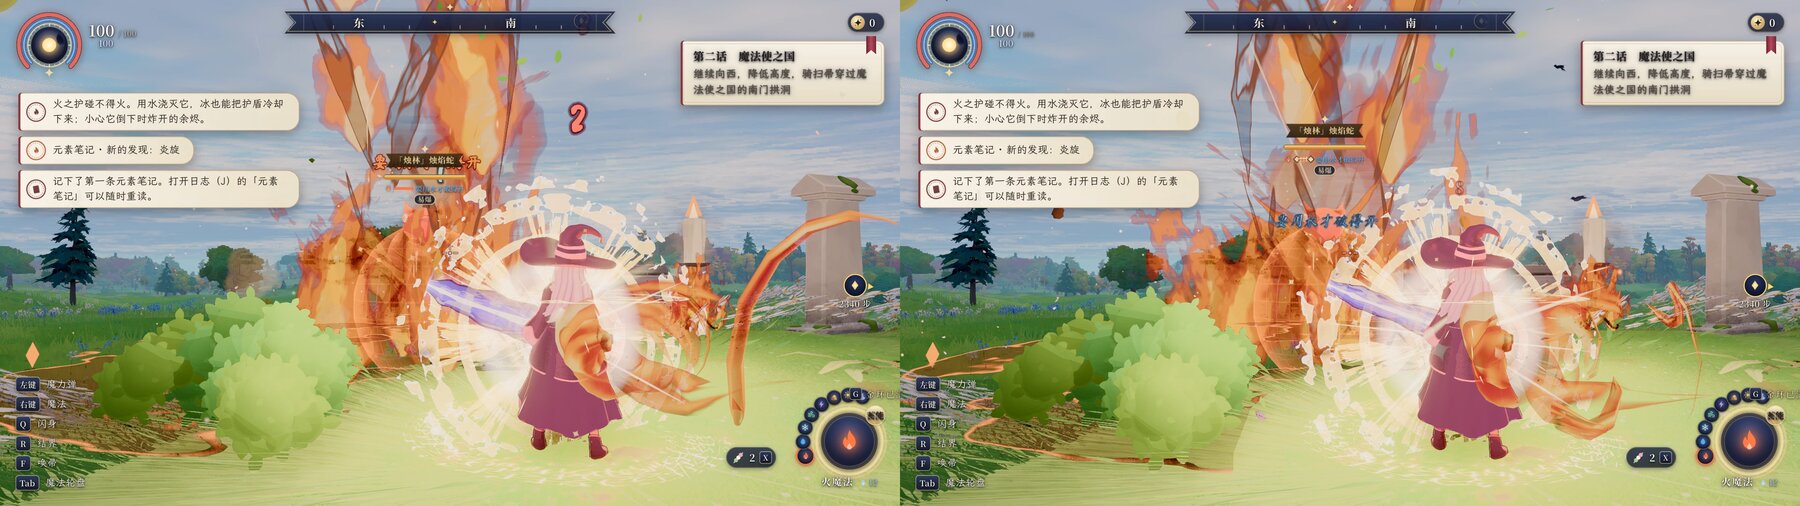 100 / 100
100
东
南
0
第二话 魔法使之国
继续向西，降低高度，骑扫帚穿过魔
法使之国的南门拱洞
火之护碰不得火。用水浇灭它，冰也能把护盾冷却
下来；小心它倒下时炸开的余烬。
元素笔记·新的发现：炎旋
记下了第一条元素笔记。打开日志（J）的「元素
笔记」可以随时重读。
2
「烛林」烛焰蛇
易爆
2340 步
左键 魔力弹
右键 魔法
Q 闪身
R 结界
F 唤帚
Tab 魔法轮盘
G
2 X
火魔法
100 / 100
100
东
南
0
第二话 魔法使之国
继续向西，降低高度，骑扫帚穿过魔
法使之国的南门拱洞
火之护碰不得火。用水浇灭它，冰也能把护盾冷却
下来；小心它倒下时炸开的余烬。
元素笔记·新的发现：炎旋
记下了第一条元素笔记。打开日志（J）的「元素
笔记」可以随时重读。
「烛林」烛焰蛇
易爆
2340 步
左键 魔力弹
右键 魔法
Q 闪身
R 结界
F 唤帚
Tab 魔法轮盘
G
2 X
火魔法